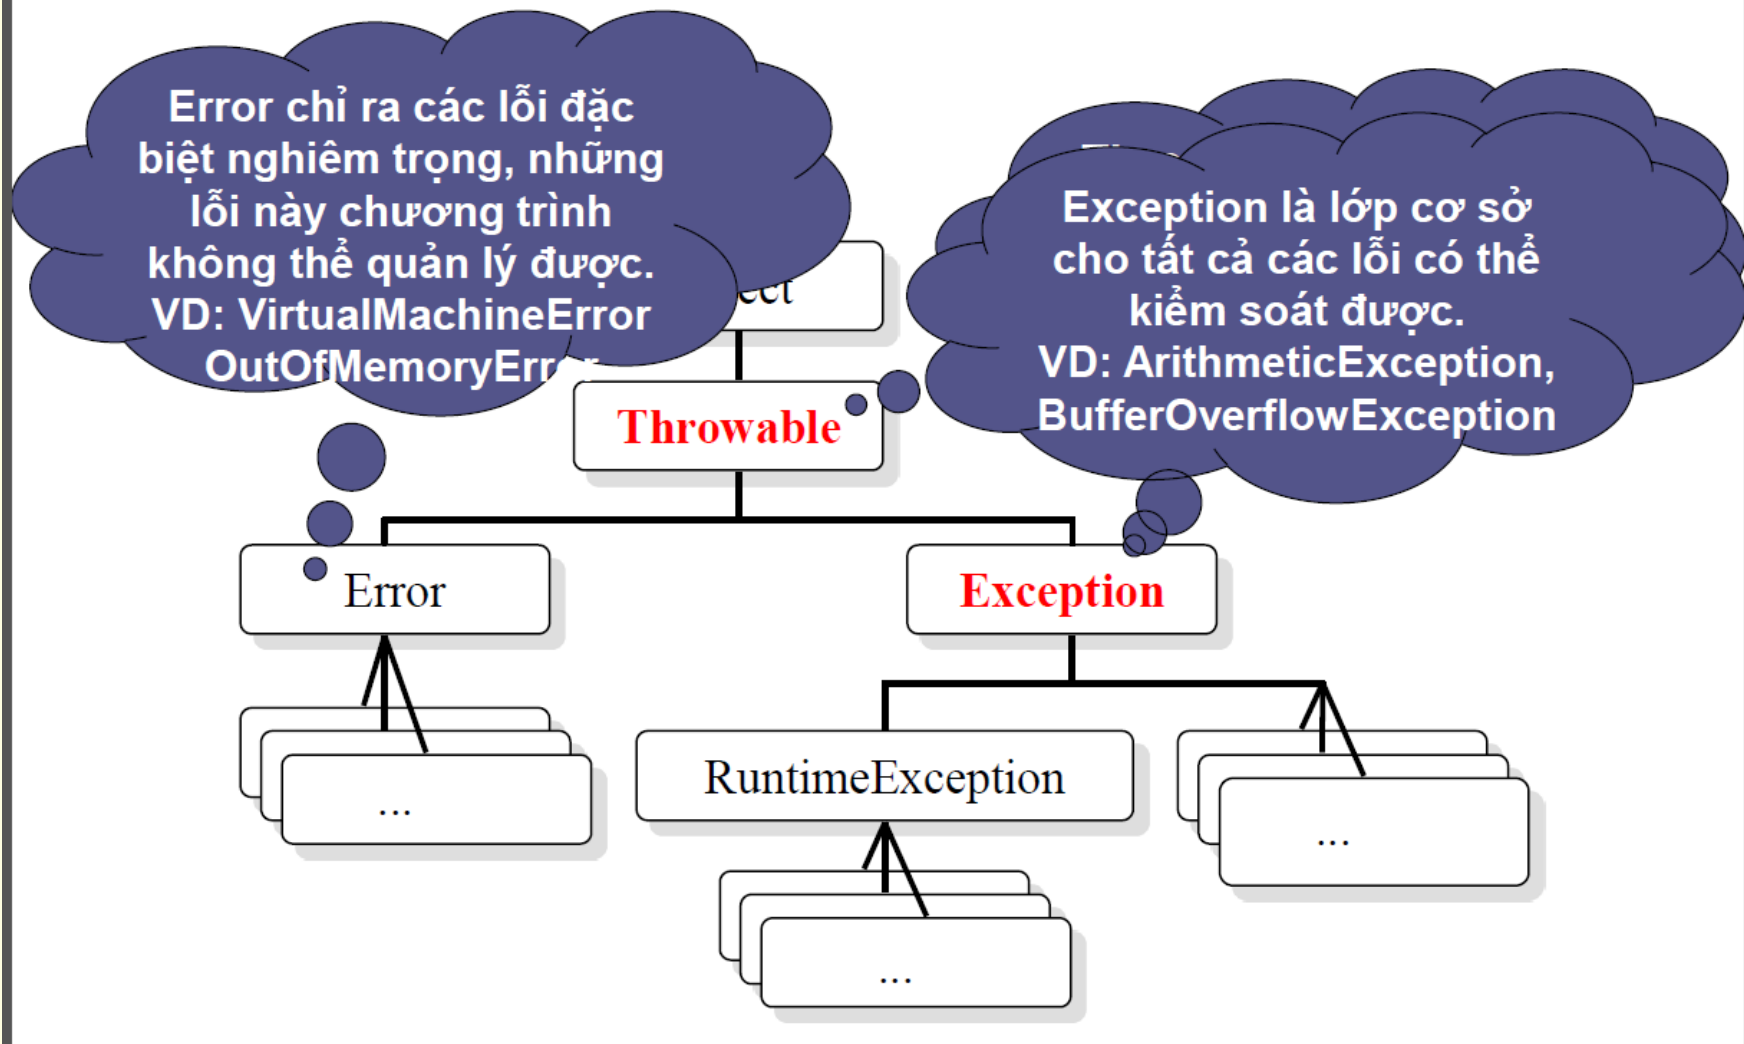 Error chỉ ra các lỗi đặc
biệt nghiêm trọng, những
lỗi này chương trình
không thể quản lý được.
VD: VirtualMachineError
OutOfMemoryError
Exception là lớp cơ sở
cho tất cả các lỗi có thể
kiểm soát được.
VD: ArithmeticException,
BufferOverflowException
ect
Throwable
Error
Exception
...
RuntimeException
...
...